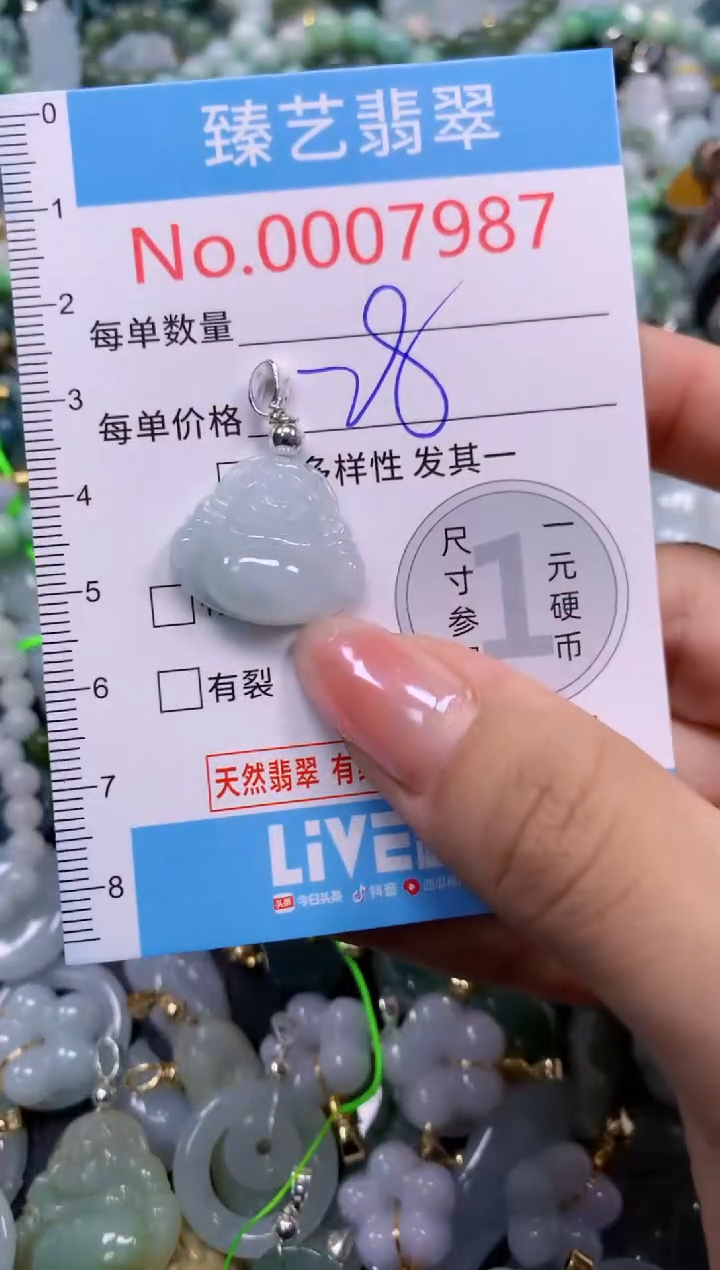 臻艺翡翠
No.0007987
每单数量
每单价格 28
多样性 发其一
尺寸参
一元硬币
1
有裂
天然翡翠 有
LiVE
头条 今日头条 抖音
0
1
2
3
4
5
6
7
8